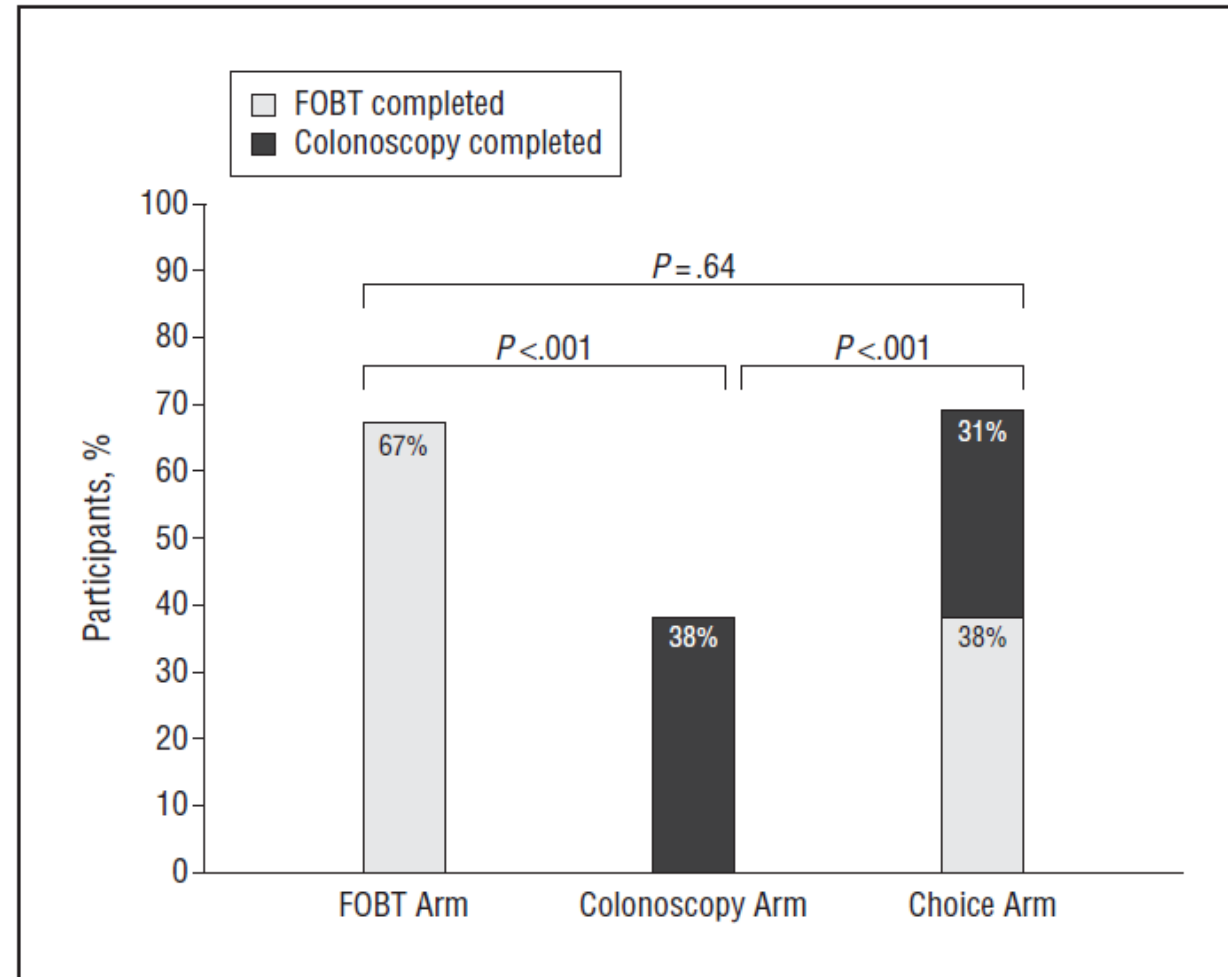 FOBT completed
Colonoscopy completed
100
90
80
70
60
50
40
30
20
10
0
Participants, %
P = .64
P <.001
P <.001
67%
38%
31%
38%
FOBT Arm
Colonoscopy Arm
Choice Arm